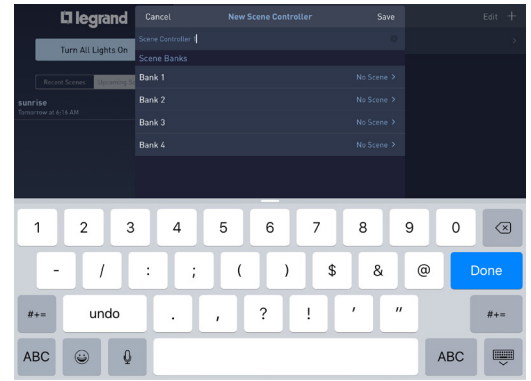 legrand
Turn All Lights On
Recent Scenes Upcoming
sunrise
Tomorrow at 6:16 AM
Cancel New Scene Controller Save
Scene Controller 1
Scene Banks
Bank 1 No Scene >
Bank 2 No Scene >
Bank 3 No Scene >
Bank 4 No Scene >
Edit +
1 2 3 4 5 6 7 8 9 0
- / : ; ( ) $ & @ Done
#+= undo . , ? ! ' " #+=
ABC ABC